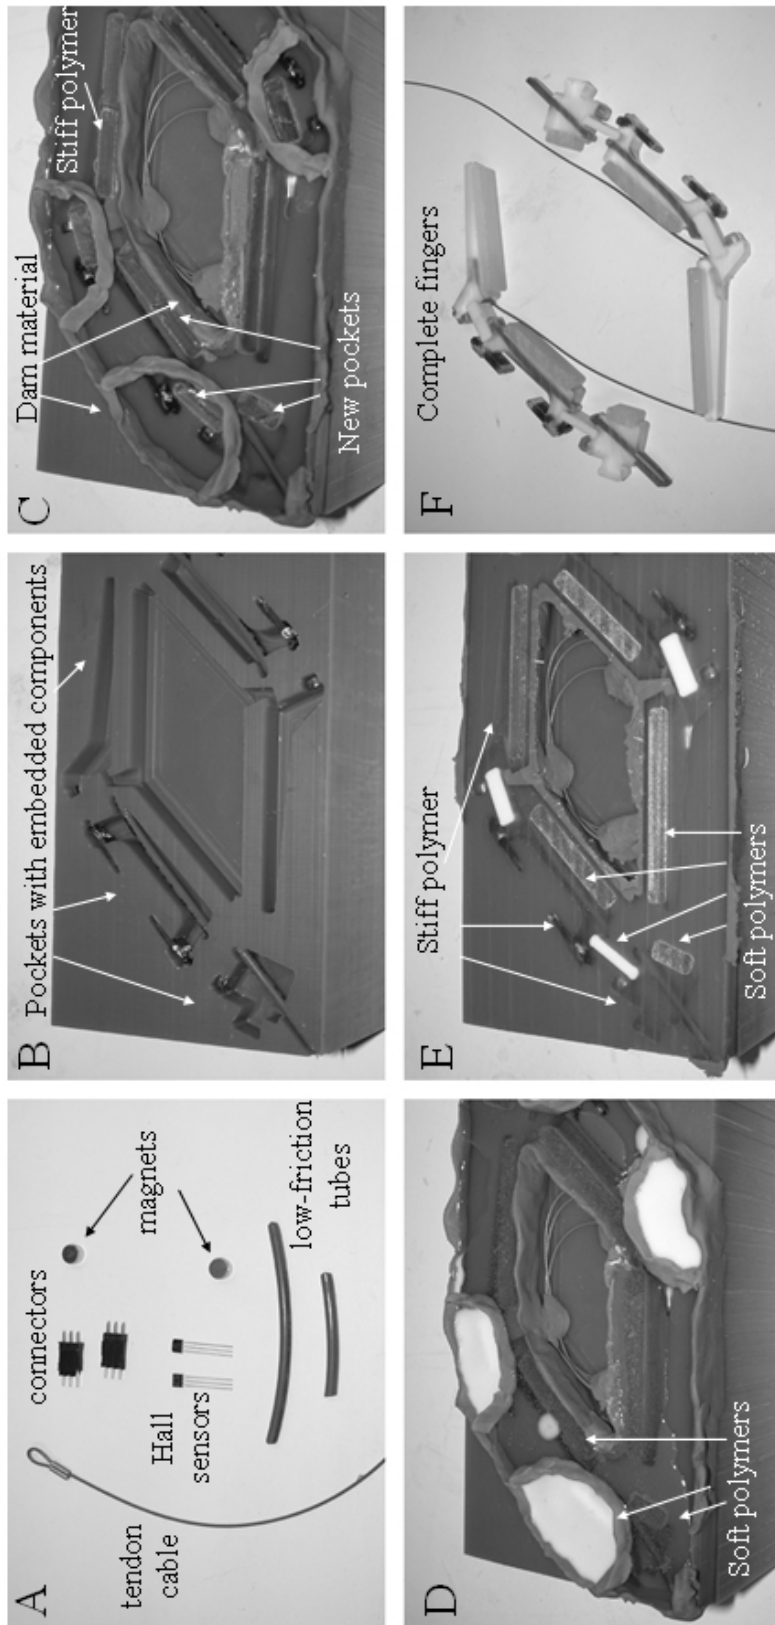 A
connectors
tendon
cable
Hall
sensors
magnets
low-friction
tubes
B
Pockets with embedded components
C
Dam material
Stiff polymer
New pockets
D
Soft polymers
E
Stiff polymer
Soft polymers
F
Complete fingers